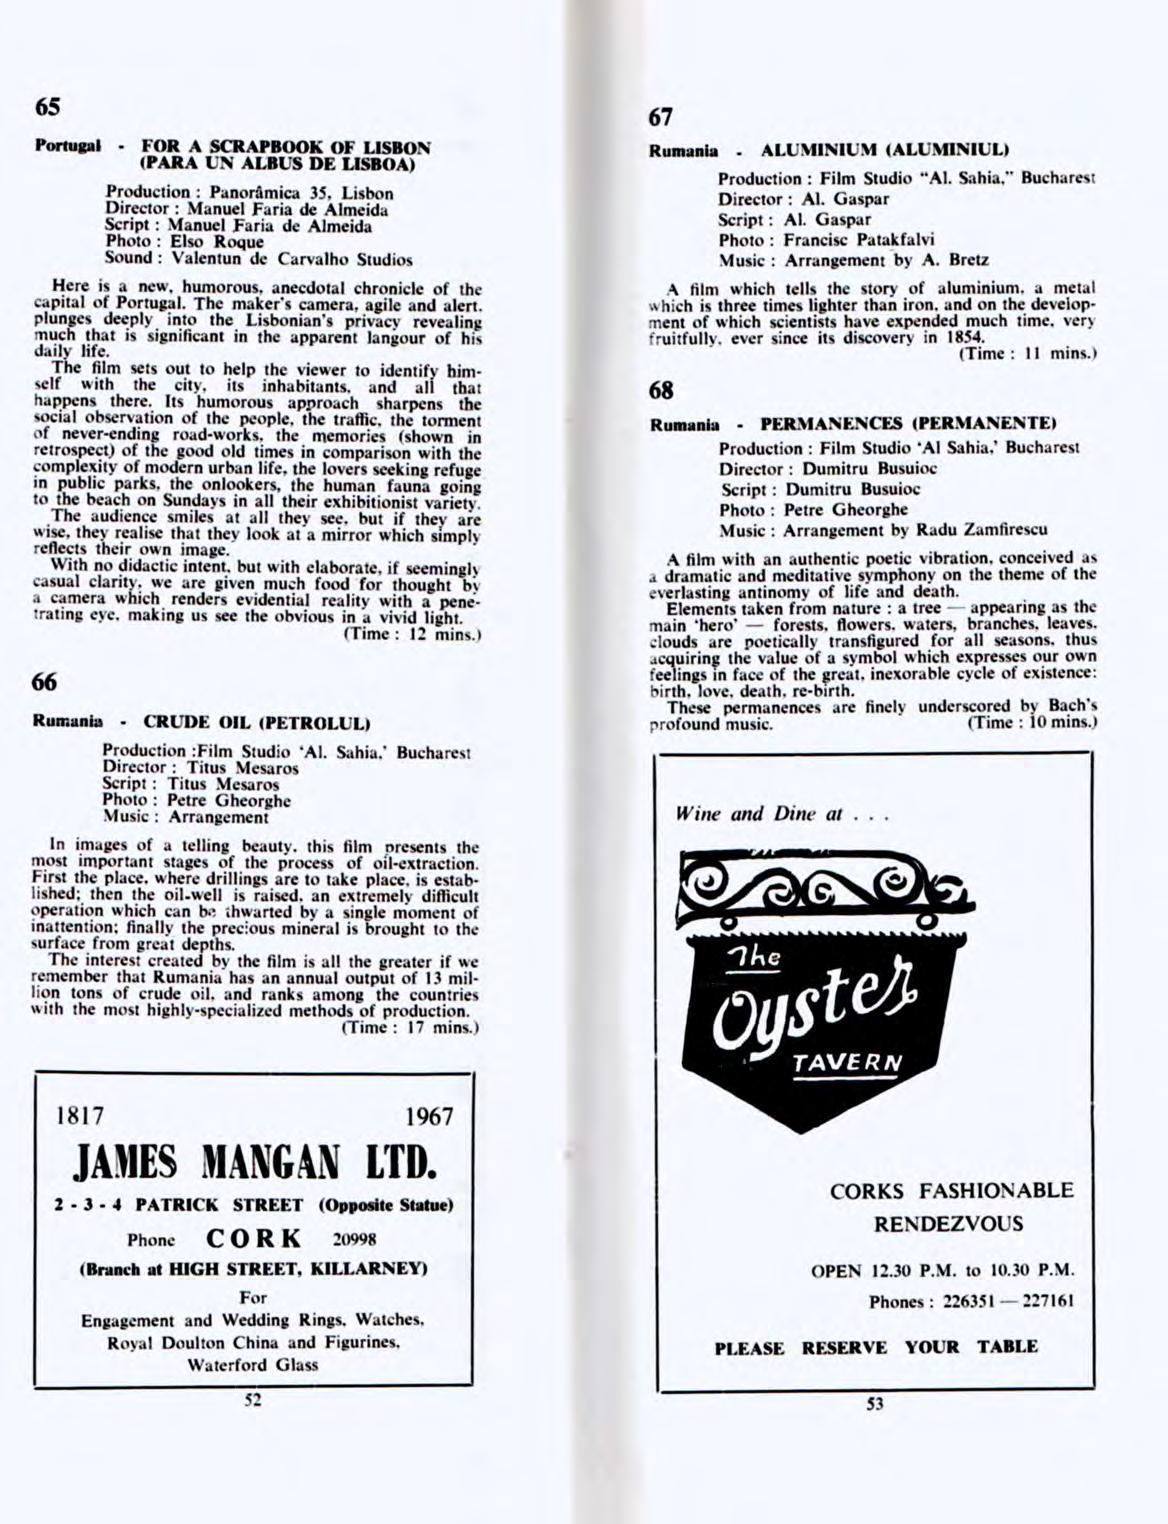 65
Portugal - FOR A SCRAPBOOK OF LISBON
(PARA UN ALBUS DE LISBOA)
Production : Panorâmica 35, Lisbon
Director : Manuel Faria de Almeida
Script : Manuel Faria de Almeida
Photo : Elso Roque
Sound : Valentun de Carvalho Studios
Here is a new, humorous, anecdotal chronicle of the
capital of Portugal. The maker's camera, agile and alert,
plunges deeply into the Lisbonian's privacy revealing
much that is significant in the apparent langour of his
daily life.
The film sets out to help the viewer to identify him-
self with the city, its inhabitants, and all that
happens there. Its humorous approach sharpens the
social observation of the people, the traffic, the torment
of never-ending road-works, the memories (shown in
retrospect) of the good old times in comparison with the
complexity of modern urban life, the lovers seeking refuge
in public parks, the onlookers, the human fauna going
to the beach on Sundays in all their exhibitionist variety.
The audience smiles at all they see, but if they are
wise, they realise that they look at a mirror which simply
reflects their own image.
With no didactic intent, but with elaborate, if seemingly
casual clarity, we are given much food for thought by
a camera which renders evidential reality with a pene-
trating eye, making us see the obvious in a vivid light.
(Time : 12 mins.)
66
Rumania - CRUDE OIL (PETROLUL)
Production :Film Studio 'Al. Sahia,' Bucharest
Director : Titus Mesaros
Script : Titus Mesaros
Photo : Petre Gheorghe
Music : Arrangement
In images of a telling beauty, this film presents the
most important stages of the process of oil-extraction.
First the place, where drillings are to take place, is estab-
lished; then the oil-well is raised, an extremely difficult
operation which can be thwarted by a single moment of
inattention; finally the precious mineral is brought to the
surface from great depths.
The interest created by the film is all the greater if we
remember that Rumania has an annual output of 13 mil-
lion tons of crude oil, and ranks among the countries
with the most highly-specialized methods of production.
(Time : 17 mins.)
1817 1967
JAMES MANGAN LTD.
2 - 3 - 4 PATRICK STREET (Opposite Statue)
Phone CORK 20998
(Branch at HIGH STREET, KILLARNEY)
For
Engagement and Wedding Rings, Watches,
Royal Doulton China and Figurines,
Waterford Glass
52
67
Rumania - ALUMINIUM (ALUMINIUL)
Production : Film Studio "Al. Sahia," Bucharest
Director : Al. Gaspar
Script : Al. Gaspar
Photo : Francisc Patakfalvi
Music : Arrangement by A. Bretz
A film which tells the story of aluminium, a metal
which is three times lighter than iron, and on the develop-
ment of which scientists have expended much time, very
fruitfully, ever since its discovery in 1854.
(Time : 11 mins.)
68
Rumania - PERMANENCES (PERMANENTE)
Production : Film Studio 'Al Sahia,' Bucharest
Director : Dumitru Busuioc
Script : Dumitru Busuioc
Photo : Petre Gheorghe
Music : Arrangement by Radu Zamfirescu
A film with an authentic poetic vibration, conceived as
a dramatic and meditative symphony on the theme of the
everlasting antinomy of life and death.
Elements taken from nature : a tree — appearing as the
main 'hero' — forests, flowers, waters, branches, leaves,
clouds are poetically transfigured for all seasons, thus
acquiring the value of a symbol which expresses our own
feelings in face of the great, inexorable cycle of existence:
birth, love, death, re-birth.
These permanences are finely underscored by Bach's
profound music. (Time : 10 mins.)
Wine and Dine at . . .
The
Oyster
TAVERN
CORKS FASHIONABLE
RENDEZVOUS
OPEN 12.30 P.M. to 10.30 P.M.
Phones : 226351 — 227161
PLEASE RESERVE YOUR TABLE
53